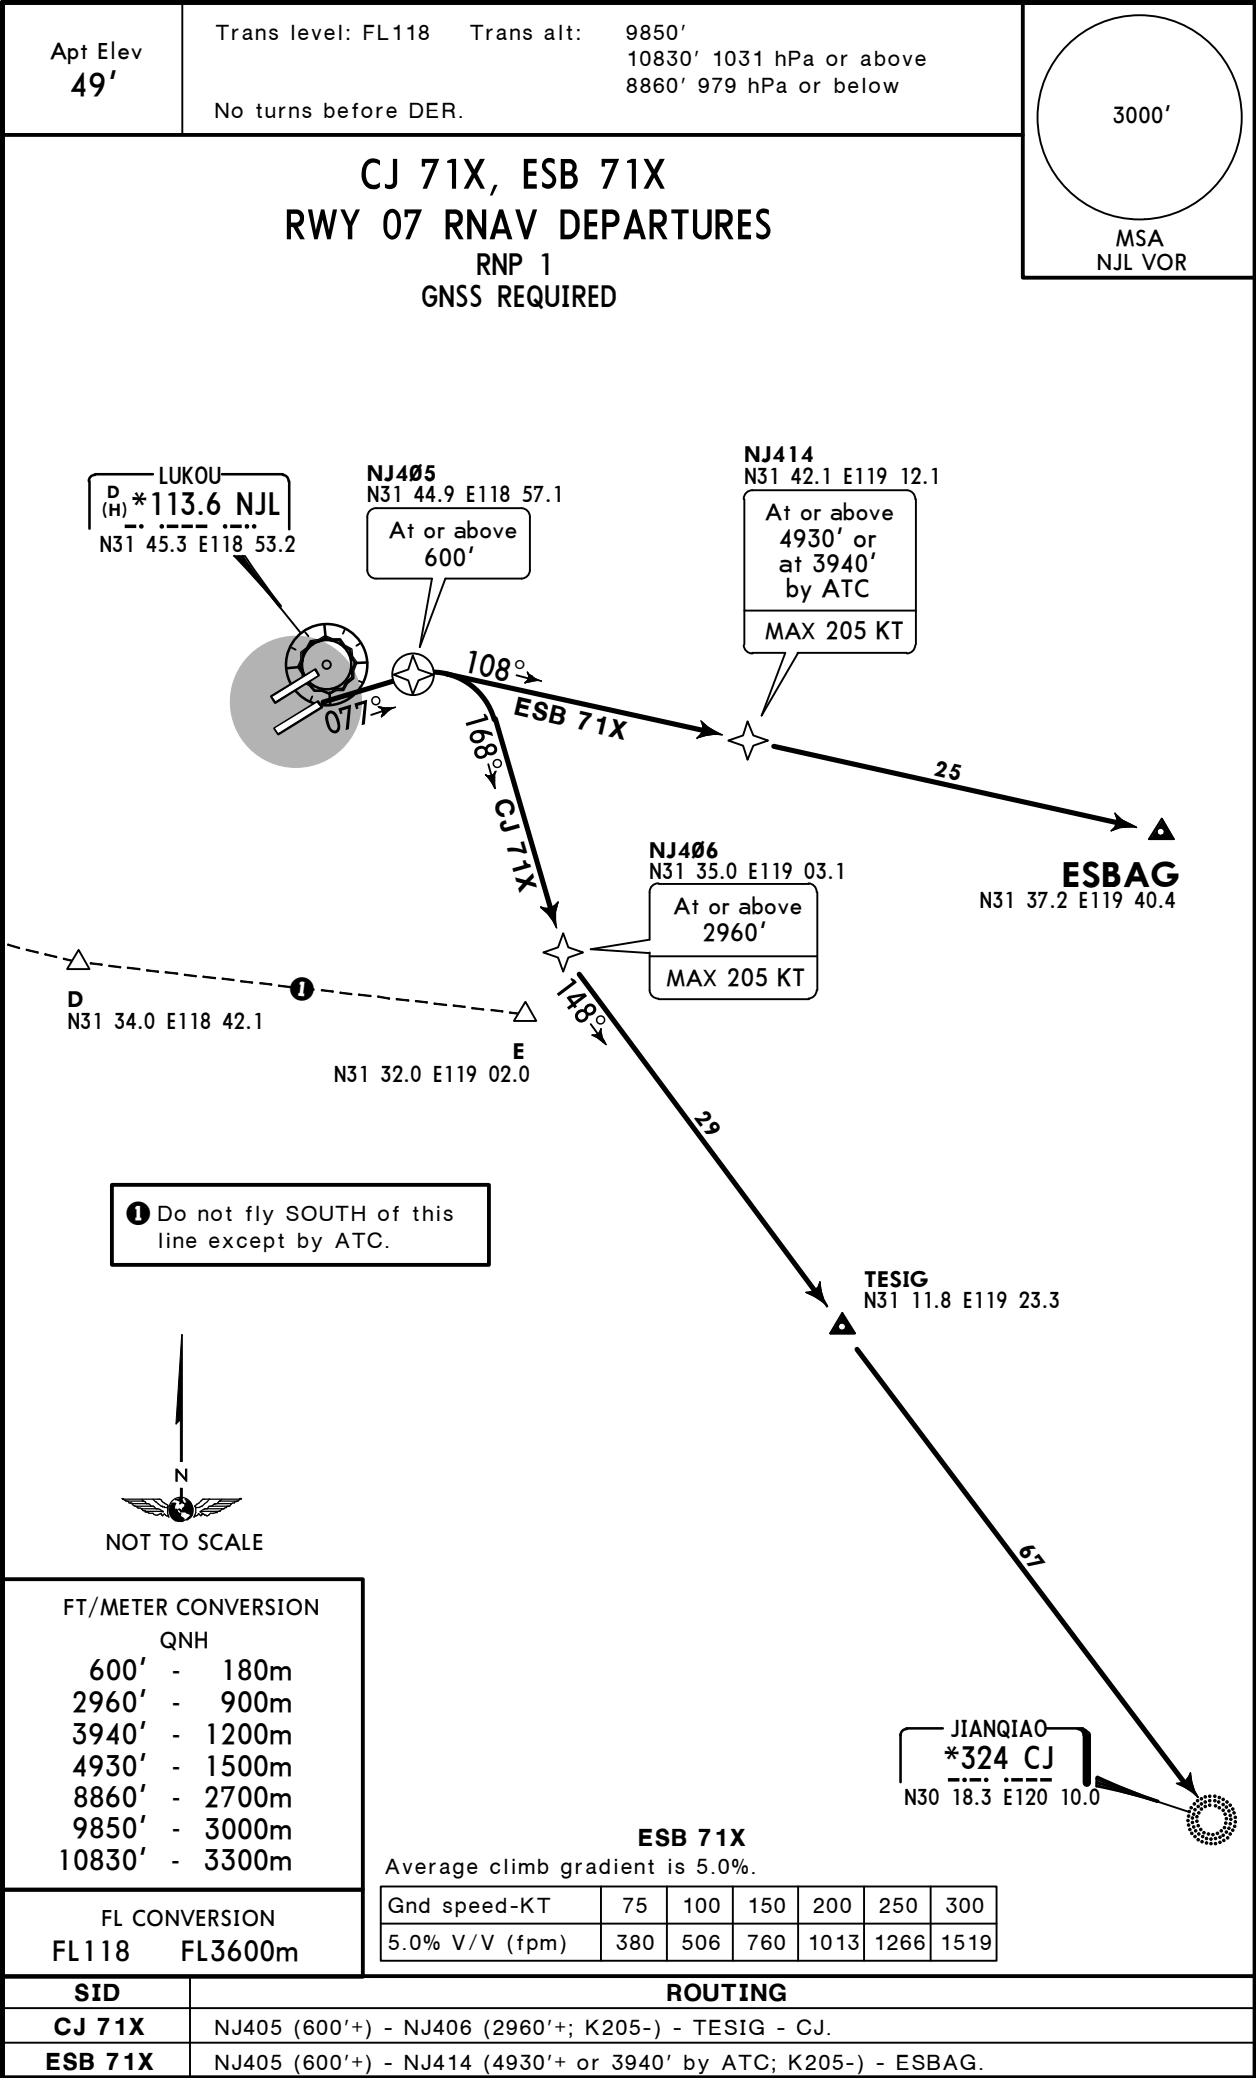 Apt Elev
49'
Trans level: FL118 Trans alt: 9850'
10830' 1031 hPa or above
8860' 979 hPa or below
No turns before DER.
3000'
MSA
NJL VOR
CJ 71X, ESB 71X
RWY 07 RNAV DEPARTURES
RNP 1
GNSS REQUIRED
LUKOU
D
(H) *113.6 NJL
N31 45.3 E118 53.2
NJ4Ø5
N31 44.9 E118 57.1
At or above
600'
NJ414
N31 42.1 E119 12.1
At or above
4930' or
at 3940'
by ATC
MAX 205 KT
077°
108°
ESB 71X
168°
CJ 71X
25
ESBAG
N31 37.2 E119 40.4
NJ4Ø6
N31 35.0 E119 03.1
At or above
2960'
MAX 205 KT
148°
D
N31 34.0 E118 42.1
1
E
N31 32.0 E119 02.0
29
1 Do not fly SOUTH of this
line except by ATC.
TESIG
N31 11.8 E119 23.3
N
NOT TO SCALE
67
FT/METER CONVERSION
QNH
600' - 180m
2960' - 900m
3940' - 1200m
4930' - 1500m
8860' - 2700m
9850' - 3000m
10830' - 3300m
FL CONVERSION
FL118 FL3600m
JIANQIAO
*324 CJ
N30 18.3 E120 10.0
ESB 71X
Average climb gradient is 5.0%.
Gnd speed-KT 75 100 150 200 250 300
5.0% V/V (fpm) 380 506 760 1013 1266 1519
SID ROUTING
CJ 71X NJ405 (600'+) - NJ406 (2960'+; K205-) - TESIG - CJ.
ESB 71X NJ405 (600'+) - NJ414 (4930'+ or 3940' by ATC; K205-) - ESBAG.